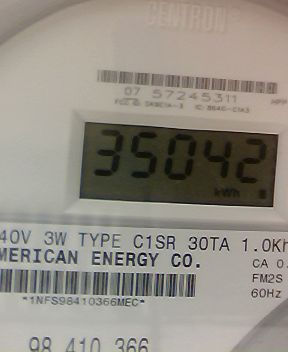 CENTRON
07 57245311
35042
kWh
40V 3W TYPE C1SR 30TA 1.0Kh
MERICAN ENERGY CO.
CA 0.
FM2S
60Hz
*1NFS98410366MEC*
98 410 366